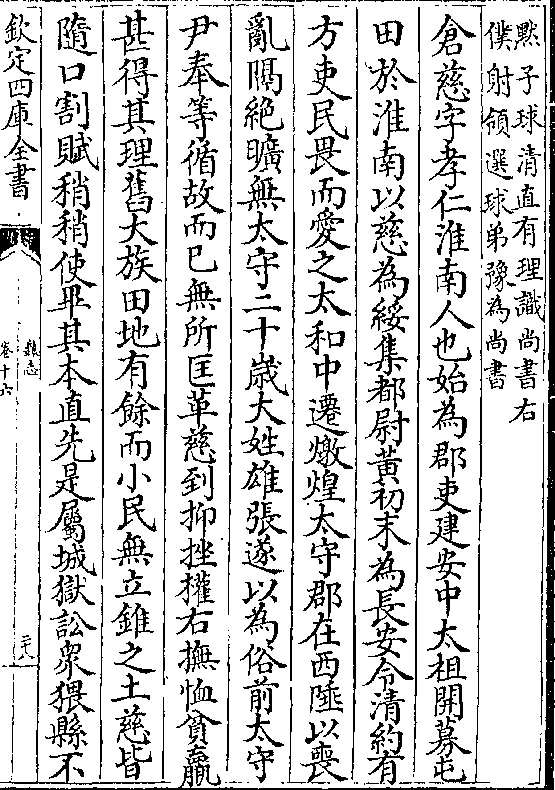 黙子球清直有理識尚書右
僕射領選球弟豫為尚書
倉慈字孝仁淮南人也始為郡吏建安中太祖開募屯
田於淮南以慈為綏集都尉黄初末為長安令清約有
方吏民畏而愛之太和中遷燉煌太守郡在西陲以喪
亂隔絶曠無太守二十歳大姓雄張遂以為俗前太守
尹奉等循故而已無所匡革慈到抑挫權右撫恤貧羸
甚得其理舊大族田地有餘而小民無立錐之土慈皆
隨口割賦稍稍使畢其本直先是屬城獄訟衆猥縣不
欽定四庫全書
魏志
卷十六
二十八